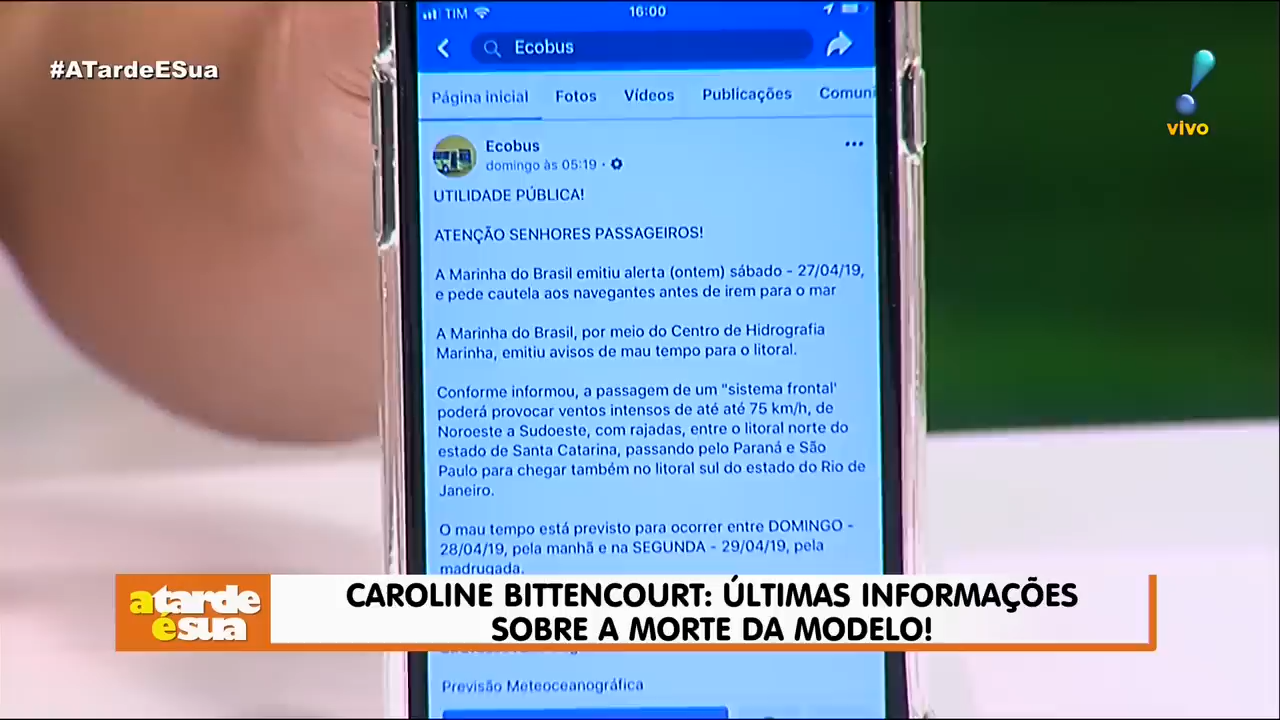 TIM
16:00
#ATardeESua
Ecobus
Página inicial Fotos Vídeos Publicações Comuni
vivo
Ecobus
domingo às 05:19
UTILIDADE PÚBLICA!
ATENÇÃO SENHORES PASSAGEIROS!
A Marinha do Brasil emitiu alerta (ontem) sábado - 27/04/19,
e pede cautela aos navegantes antes de irem para o mar
A Marinha do Brasil, por meio do Centro de Hidrografia
Marinha, emitiu avisos de mau tempo para o litoral.
Conforme informou, a passagem de um "sistema frontal'
poderá provocar ventos intensos de até até 75 km/h, de
Noroeste a Sudoeste, com rajadas, entre o litoral norte do
estado de Santa Catarina, passando pelo Paraná e São
Paulo para chegar também no litoral sul do estado do Rio de
Janeiro.
O mau tempo está previsto para ocorrer entre DOMINGO -
28/04/19, pela manhã e na SEGUNDA - 29/04/19, pela
madrugada.
a tarde
é sua
CAROLINE BITTENCOURT: ÚLTIMAS INFORMAÇÕES
SOBRE A MORTE DA MODELO!
Previsão Meteoceanográfica